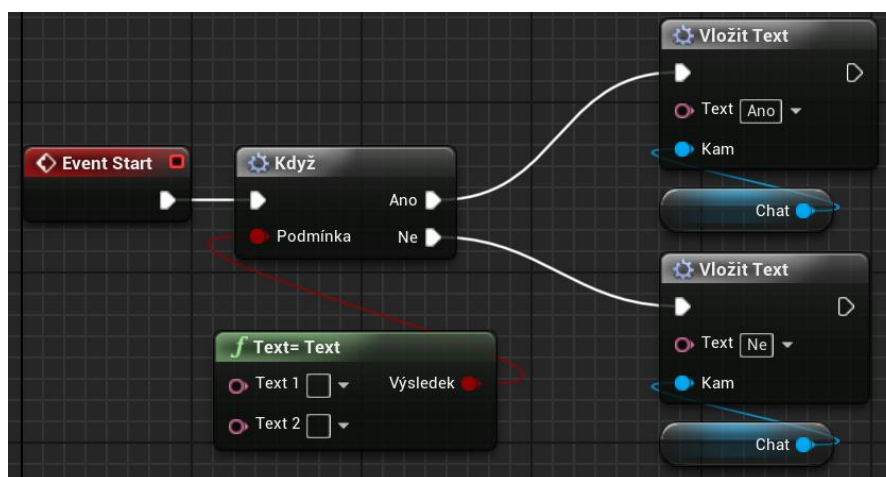 Event Start
Když
Ano
Podmínka
Ne
f Text= Text
Text 1
Výsledek
Text 2
Vložit Text
Text Ano
Kam
Chat
Vložit Text
Text Ne
Kam
Chat